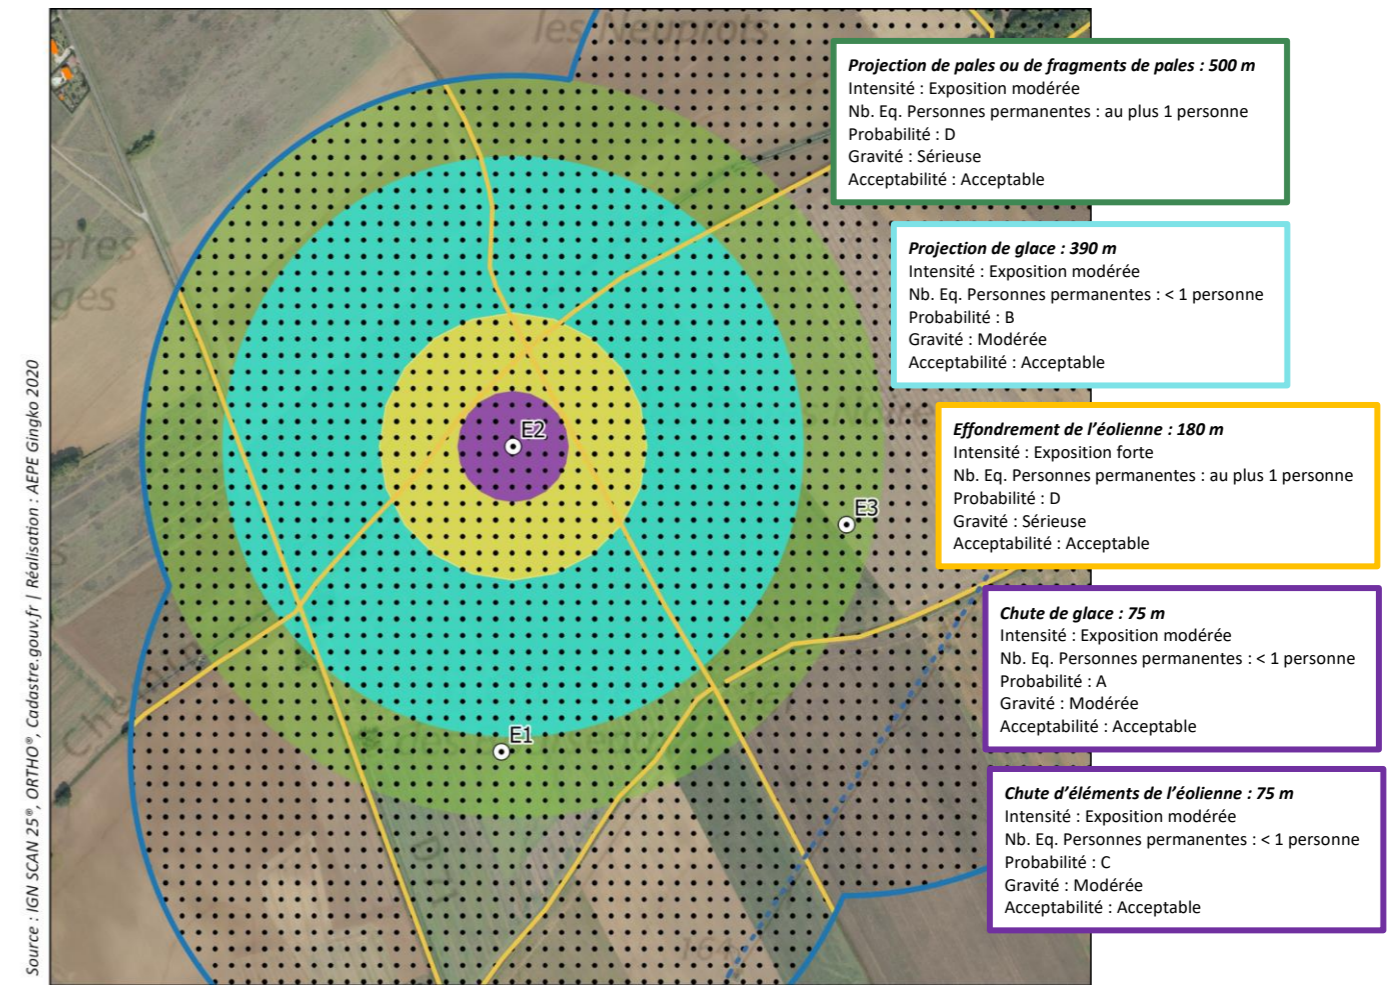 les Neuprots
Projection de pales ou de fragments de pales : 500 m
Intensité : Exposition modérée
Nb. Eq. Personnes permanentes : au plus 1 personne
Probabilité : D
Gravité : Sérieuse
Acceptabilité : Acceptable
Projection de glace : 390 m
Intensité : Exposition modérée
Nb. Eq. Personnes permanentes : < 1 personne
Probabilité : B
Gravité : Modérée
Acceptabilité : Acceptable
Effondrement de l’éolienne : 180 m
Intensité : Exposition forte
Nb. Eq. Personnes permanentes : au plus 1 personne
Probabilité : D
Gravité : Sérieuse
Acceptabilité : Acceptable
Chute de glace : 75 m
Intensité : Exposition modérée
Nb. Eq. Personnes permanentes : < 1 personne
Probabilité : A
Gravité : Modérée
Acceptabilité : Acceptable
Chute d’éléments de l’éolienne : 75 m
Intensité : Exposition modérée
Nb. Eq. Personnes permanentes : < 1 personne
Probabilité : C
Gravité : Modérée
Acceptabilité : Acceptable
E2
E3
E1
Source : IGN SCAN 25®, ORTHO®, Cadastre.gouv.fr | Réalisation : AEPE Gingko 2020